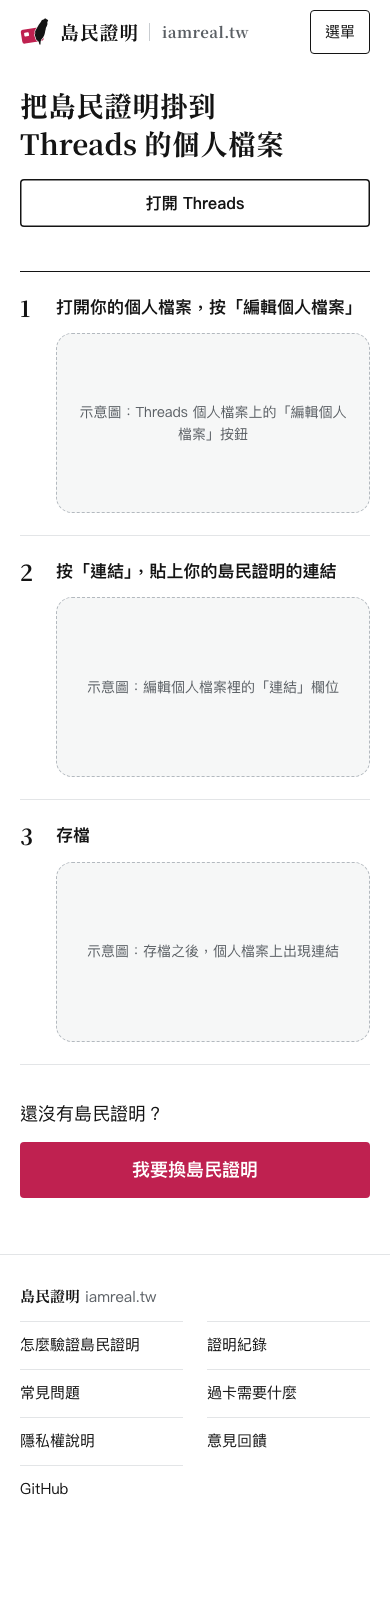 島民證明 iamreal.tw
選單
把島民證明掛到
Threads 的個人檔案
打開 Threads
1 打開你的個人檔案，按「編輯個人檔案」
示意圖：Threads 個人檔案上的「編輯個人
檔案」按鈕
2 按「連結」，貼上你的島民證明的連結
示意圖：編輯個人檔案裡的「連結」欄位
3 存檔
示意圖：存檔之後，個人檔案上出現連結
還沒有島民證明？
我要換島民證明
島民證明 iamreal.tw
怎麼驗證島民證明
證明紀錄
常見問題
過卡需要什麼
隱私權說明
意見回饋
GitHub